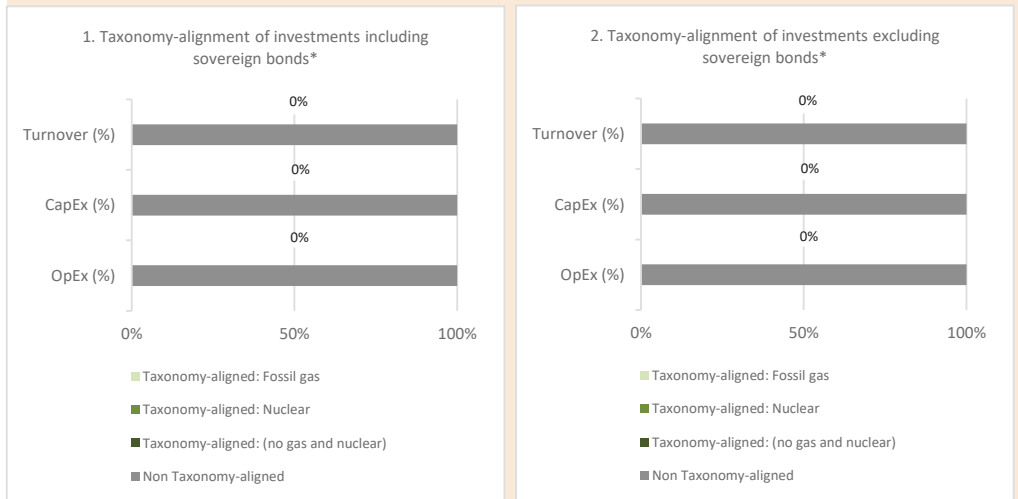 1. Taxonomy-alignment of investments including
sovereign bonds*
0%
Turnover (%)
0%
CapEx (%)
0%
OpEx (%)
0% 50% 100%
Taxonomy-aligned: Fossil gas
Taxonomy-aligned: Nuclear
Taxonomy-aligned: (no gas and nuclear)
Non Taxonomy-aligned
2. Taxonomy-alignment of investments excluding
sovereign bonds*
0%
Turnover (%)
0%
CapEx (%)
0%
OpEx (%)
0% 50% 100%
Taxonomy-aligned: Fossil gas
Taxonomy-aligned: Nuclear
Taxonomy-aligned: (no gas and nuclear)
Non Taxonomy-aligned